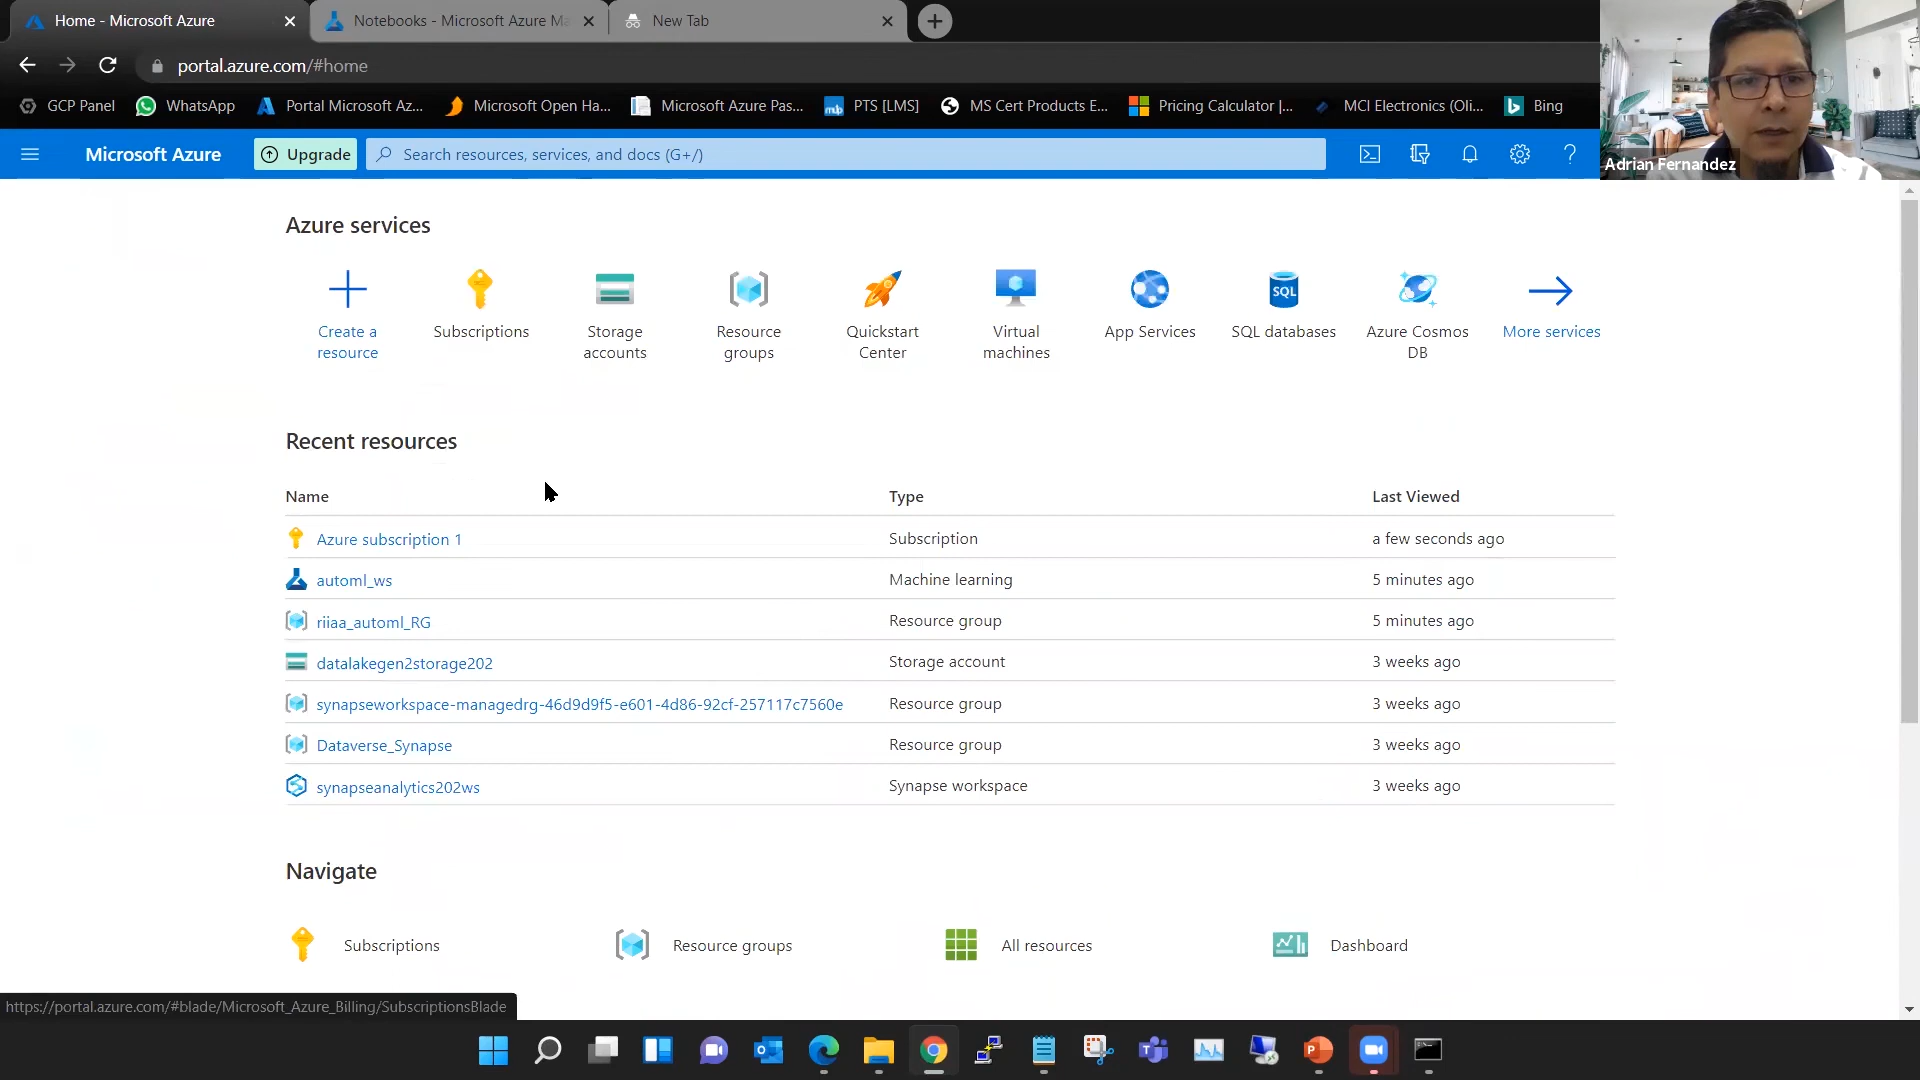 Home - Microsoft Azure
Notebooks - Microsoft Azure Ma
New Tab
portal.azure.com/#home
GCP Panel
WhatsApp
Portal Microsoft Az...
Microsoft Open Ha...
Microsoft Azure Pas...
PTS [LMS]
MS Cert Products E...
Pricing Calculator |...
MCI Electronics (Oli...
Bing
Microsoft Azure
Upgrade
Search resources, services, and docs (G+/)
Adrian Fernandez
Azure services
Create a
resource
Subscriptions
Storage
accounts
Resource
groups
Quickstart
Center
Virtual
machines
App Services
SQL
SQL databases
Azure Cosmos
DB
More services
Recent resources
Name Type Last Viewed
Azure subscription 1 Subscription a few seconds ago
automl_ws Machine learning 5 minutes ago
riiaa_automl_RG Resource group 5 minutes ago
datalakegen2storage202 Storage account 3 weeks ago
synapseworkspace-managedrg-46d9d9f5-e601-4d86-92cf-257117c7560e Resource group 3 weeks ago
Dataverse_Synapse Resource group 3 weeks ago
synapseanalytics202ws Synapse workspace 3 weeks ago
Navigate
Subscriptions
Resource groups
All resources
Dashboard
https://portal.azure.com/#blade/Microsoft_Azure_Billing/SubscriptionsBlade